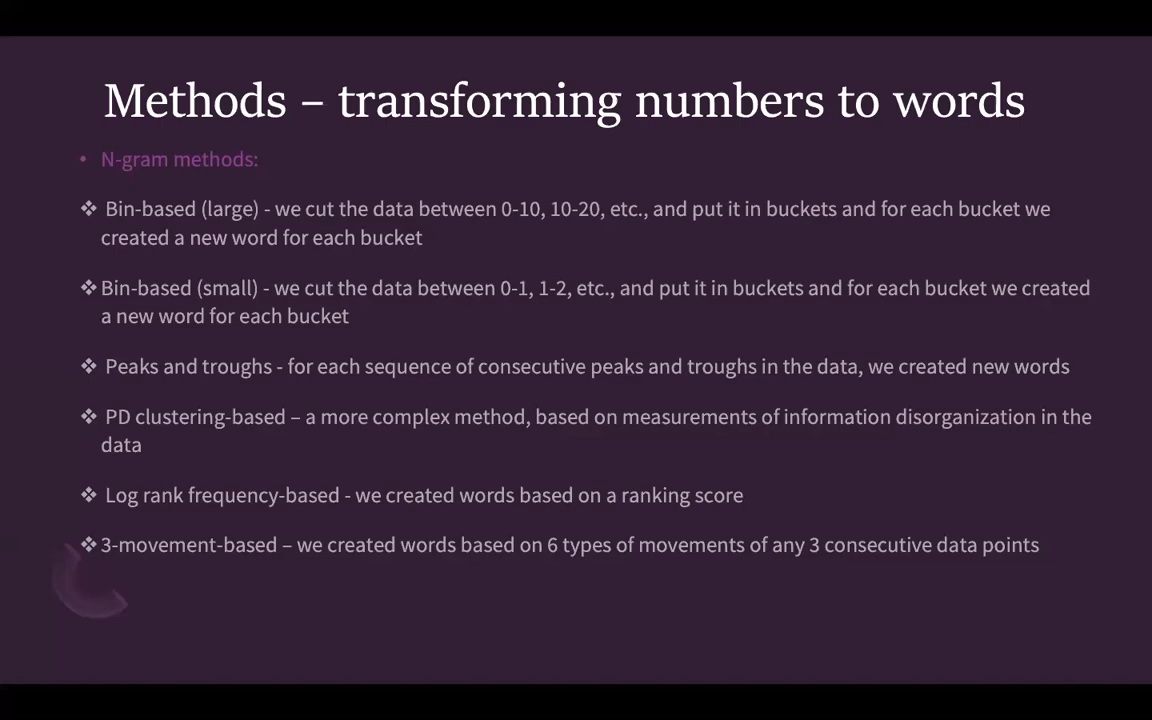 Methods – transforming numbers to words
• N-gram methods:
❖ Bin-based (large) - we cut the data between 0-10, 10-20, etc., and put it in buckets and for each bucket we
created a new word for each bucket
❖ Bin-based (small) - we cut the data between 0-1, 1-2, etc., and put it in buckets and for each bucket we created
a new word for each bucket
❖ Peaks and troughs - for each sequence of consecutive peaks and troughs in the data, we created new words
❖ PD clustering-based – a more complex method, based on measurements of information disorganization in the
data
❖ Log rank frequency-based - we created words based on a ranking score
❖ 3-movement-based – we created words based on 6 types of movements of any 3 consecutive data points